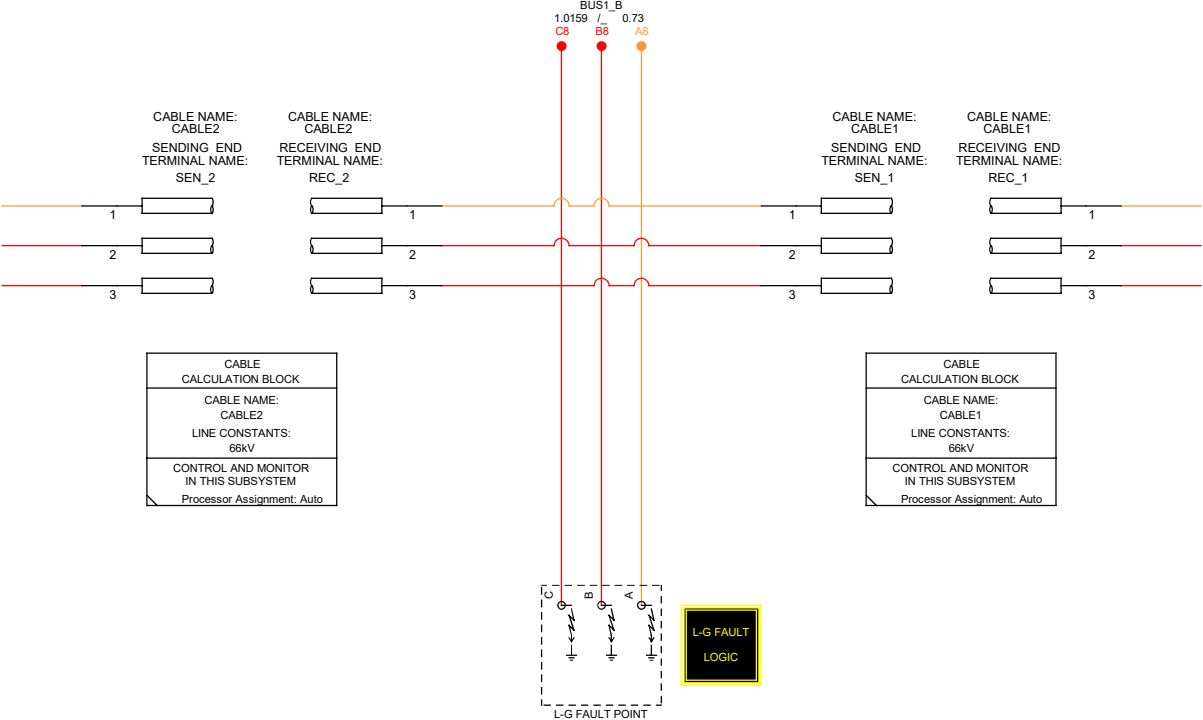 BUS1_B
1.0159 /_ 0.73
C8 B8 A8
CABLE NAME:
CABLE2
SENDING END
TERMINAL NAME:
SEN_2
CABLE NAME:
CABLE2
RECEIVING END
TERMINAL NAME:
REC_2
CABLE NAME:
CABLE1
SENDING END
TERMINAL NAME:
SEN_1
CABLE NAME:
CABLE1
RECEIVING END
TERMINAL NAME:
REC_1
1 1 1 1
2 2 2 2
3 3 3 3
CABLE
CALCULATION BLOCK
CABLE NAME:
CABLE2
LINE CONSTANTS:
66kV
CONTROL AND MONITOR
IN THIS SUBSYSTEM
Processor Assignment: Auto
CABLE
CALCULATION BLOCK
CABLE NAME:
CABLE1
LINE CONSTANTS:
66kV
CONTROL AND MONITOR
IN THIS SUBSYSTEM
Processor Assignment: Auto
C B A
L-G FAULT
LOGIC
L-G FAULT POINT